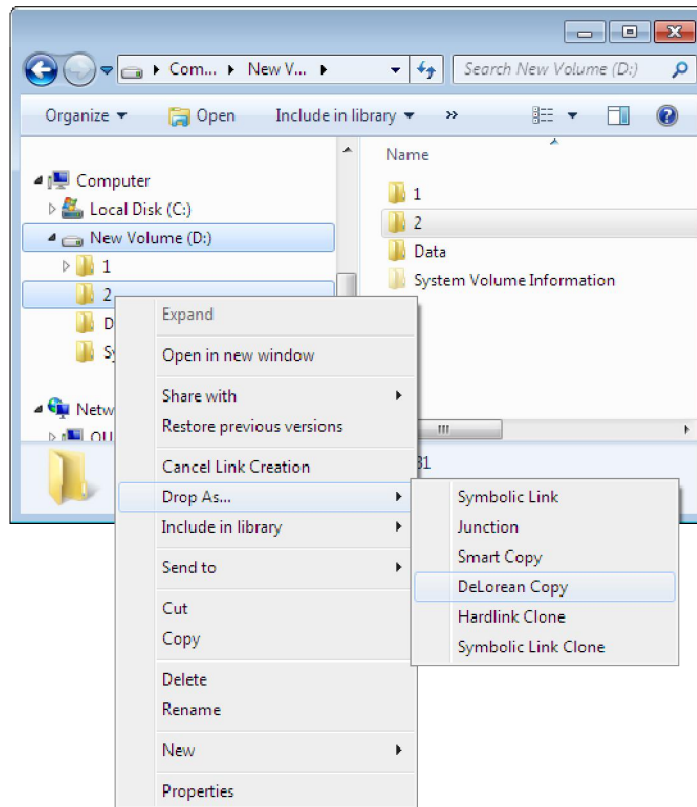 Com... New V...
Search New Volume (D:)
Organize Open Include in library »
Name
Computer
Local Disk (C:)
New Volume (D:)
1
2
1
2
Data
System Volume Information
Expand
Open in new window
Share with
Restore previous versions
Cancel Link Creation
Drop As...
Include in library
Send to
Cut
Copy
Delete
Rename
New
Properties
Symbolic Link
Junction
Smart Copy
DeLorean Copy
Hardlink Clone
Symbolic Link Clone